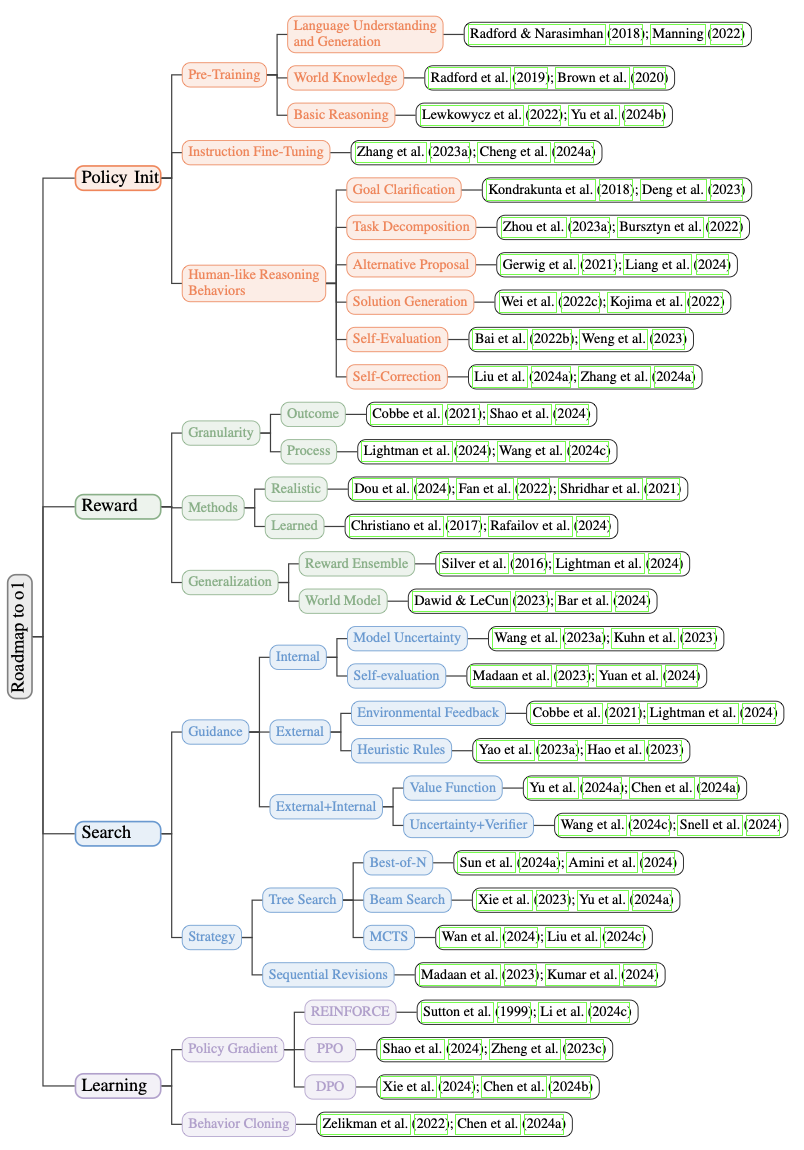 Language Understanding
and Generation
Radford & Narasimhan (2018); Manning (2022)
Pre-Training
World Knowledge
Radford et al. (2019); Brown et al. (2020)
Basic Reasoning
Lewkowycz et al. (2022); Yu et al. (2024b)
Instruction Fine-Tuning
Zhang et al. (2023a); Cheng et al. (2024a)
Policy Init
Goal Clarification
Kondrakunta et al. (2018); Deng et al. (2023)
Task Decomposition
Zhou et al. (2023a); Bursztyn et al. (2022)
Alternative Proposal
Gerwig et al. (2021); Liang et al. (2024)
Human-like Reasoning
Behaviors
Solution Generation
Wei et al. (2022c); Kojima et al. (2022)
Self-Evaluation
Bai et al. (2022b); Weng et al. (2023)
Self-Correction
Liu et al. (2024a); Zhang et al. (2024a)
Outcome
Cobbe et al. (2021); Shao et al. (2024)
Granularity
Process
Lightman et al. (2024); Wang et al. (2024c)
Realistic
Dou et al. (2024); Fan et al. (2022); Shridhar et al. (2021)
Reward
Methods
Learned
Christiano et al. (2017); Rafailov et al. (2024)
Reward Ensemble
Silver et al. (2016); Lightman et al. (2024)
Generalization
World Model
Dawid & LeCun (2023); Bar et al. (2024)
Roadmap to o1
Model Uncertainty
Wang et al. (2023a); Kuhn et al. (2023)
Internal
Self-evaluation
Madaan et al. (2023); Yuan et al. (2024)
Environmental Feedback
Cobbe et al. (2021); Lightman et al. (2024)
Guidance
External
Heuristic Rules
Yao et al. (2023a); Hao et al. (2023)
Value Function
Yu et al. (2024a); Chen et al. (2024a)
External+Internal
Uncertainty+Verifier
Wang et al. (2024c); Snell et al. (2024)
Search
Best-of-N
Sun et al. (2024a); Amini et al. (2024)
Tree Search
Beam Search
Xie et al. (2023); Yu et al. (2024a)
Strategy
MCTS
Wan et al. (2024); Liu et al. (2024c)
Sequential Revisions
Madaan et al. (2023); Kumar et al. (2024)
REINFORCE
Sutton et al. (1999); Li et al. (2024c)
Policy Gradient
PPO
Shao et al. (2024); Zheng et al. (2023c)
Learning
DPO
Xie et al. (2024); Chen et al. (2024b)
Behavior Cloning
Zelikman et al. (2022); Chen et al. (2024a)